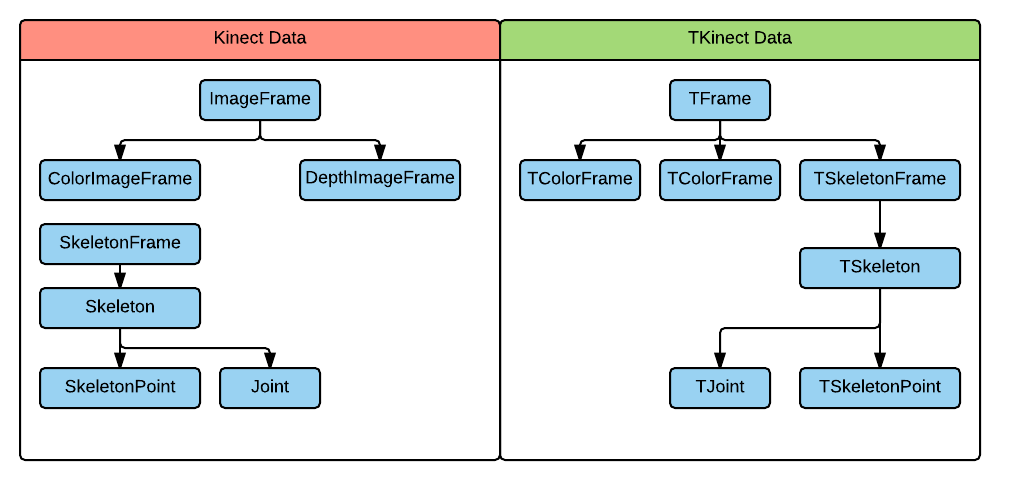 Kinect Data
ImageFrame
ColorImageFrame
DepthImageFrame
SkeletonFrame
Skeleton
SkeletonPoint
Joint
TKinect Data
TFrame
TColorFrame
TColorFrame
TSkeletonFrame
TSkeleton
TJoint
TSkeletonPoint